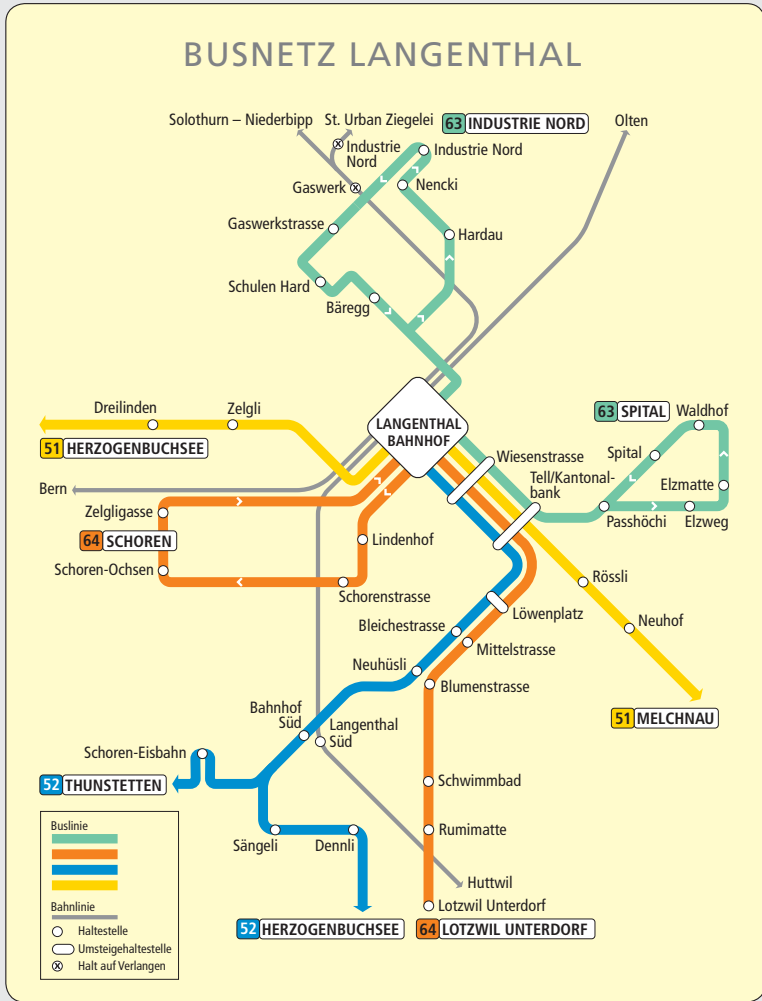 BUSNETZ LANGENTHAL
Solothurn – Niederbipp
St. Urban Ziegelei
63 INDUSTRIE NORD
Olten
Industrie
Nord
Industrie Nord
Gaswerk
Nencki
Gaswerkstrasse
Hardau
Schulen Hard
Bäregg
Dreilinden
Zelgli
51 HERZOGENBUCHSEE
LANGENTHAL
BAHNHOF
63 SPITAL
Waldhof
Wiesenstrasse
Spital
Tell/Kantonal-
bank
Elzmatte
Bern
Passhöchi
Elzweg
Zelgligasse
64 SCHOREN
Lindenhof
Schoren-Ochsen
Schorenstrasse
Rössli
Löwenplatz
Neuhof
Bleichestrasse
Mittelstrasse
Neuhüsli
Blumenstrasse
51 MELCHNAU
Bahnhof
Süd
Langenthal
Süd
Schoren-Eisbahn
52 THUNSTETTEN
Schwimmbad
Sängeli
Dennli
Rumimatte
Huttwil
Lotzwil Unterdorf
52 HERZOGENBUCHSEE
64 LOTZWIL UNTERDORF
Buslinie
Bahnlinie
Haltestelle
Umsteigehaltestelle
Halt auf Verlangen